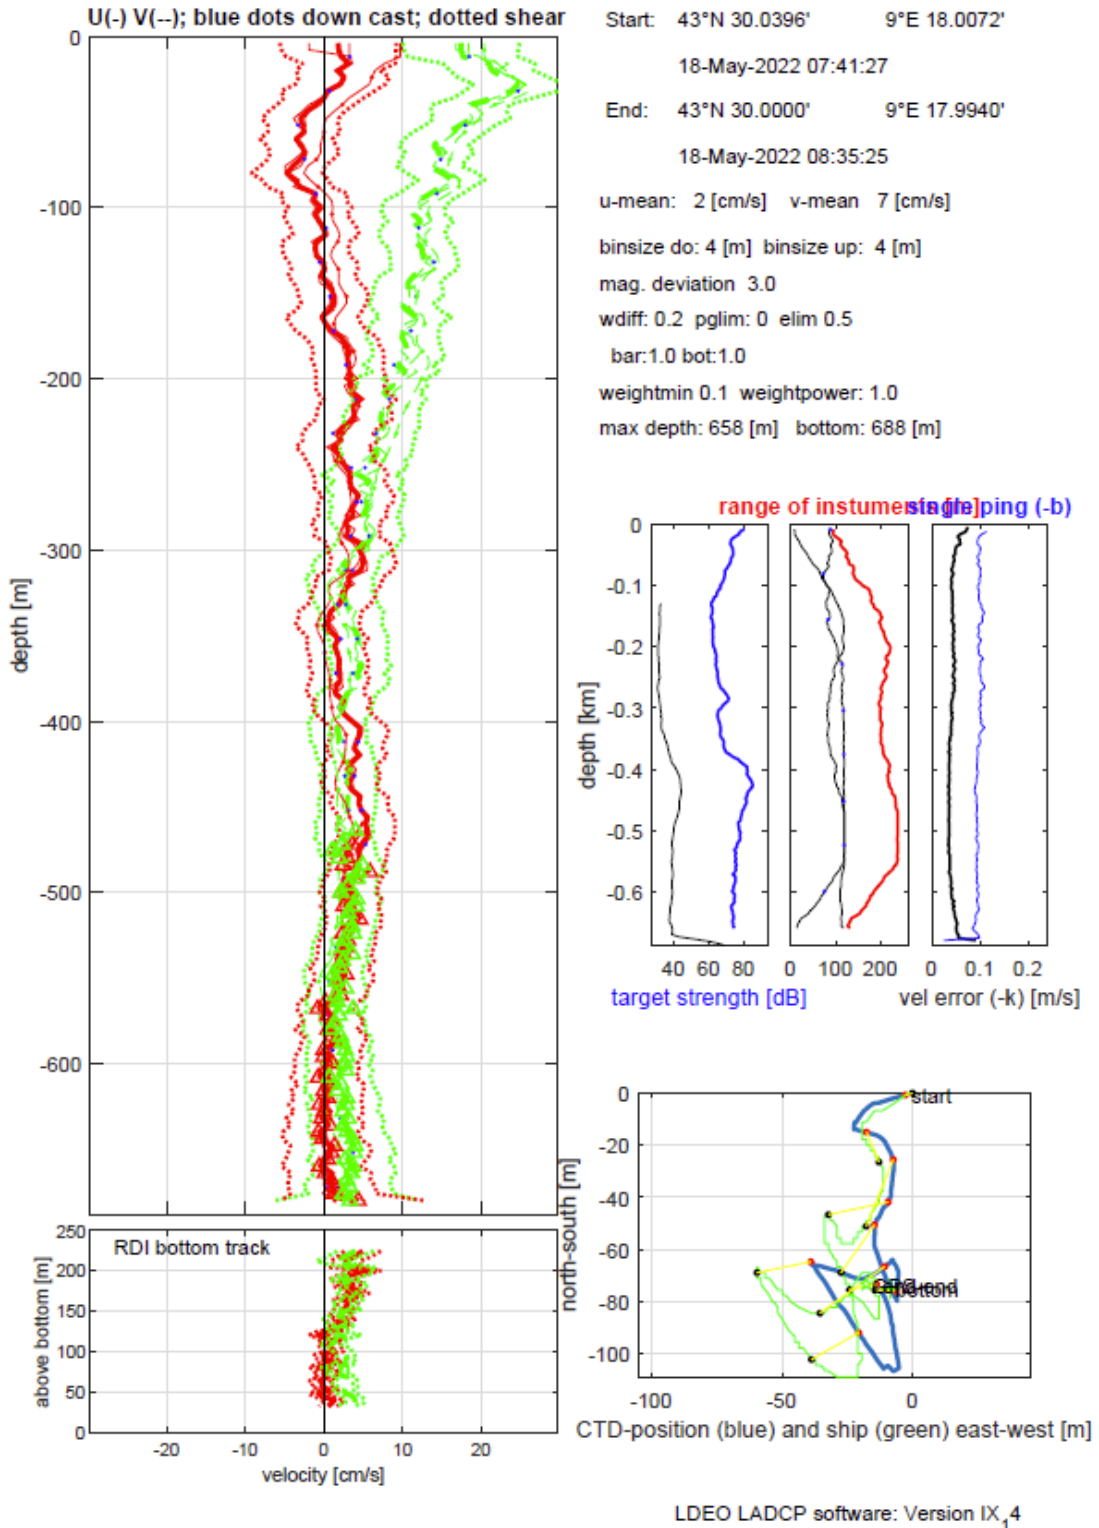 U(-) V(--); blue dots down cast; dotted shear
0
-100
-200
-300
-400
-500
-600
depth [m]
Start: 43°N 30.0396' 9°E 18.0072'
18-May-2022 07:41:27
End: 43°N 30.0000' 9°E 17.9940'
18-May-2022 08:35:25
u-mean: 2 [cm/s] v-mean 7 [cm/s]
binsize do: 4 [m] binsize up: 4 [m]
mag. deviation 3.0
wdiff: 0.2 pglim: 0 elim 0.5
bar:1.0 bot:1.0
weightmin 0.1 weightpower: 1.0
max depth: 658 [m] bottom: 688 [m]
range of instuments [m]
single ping (-b)
0
-0.1
-0.2
-0.3
-0.4
-0.5
-0.6
depth [km]
40 60 80
0 100 200
0 0.1 0.2
target strength [dB]
vel error (-k) [m/s]
RDI bottom track
250
200
150
100
50
0
above bottom [m]
-20 0 20
velocity [cm/s]
start
bottom
0
-20
-40
-60
-80
-100
north-south [m]
-100 -50 0
CTD-position (blue) and ship (green) east-west [m]
LDEO LADCP software: Version IX,4